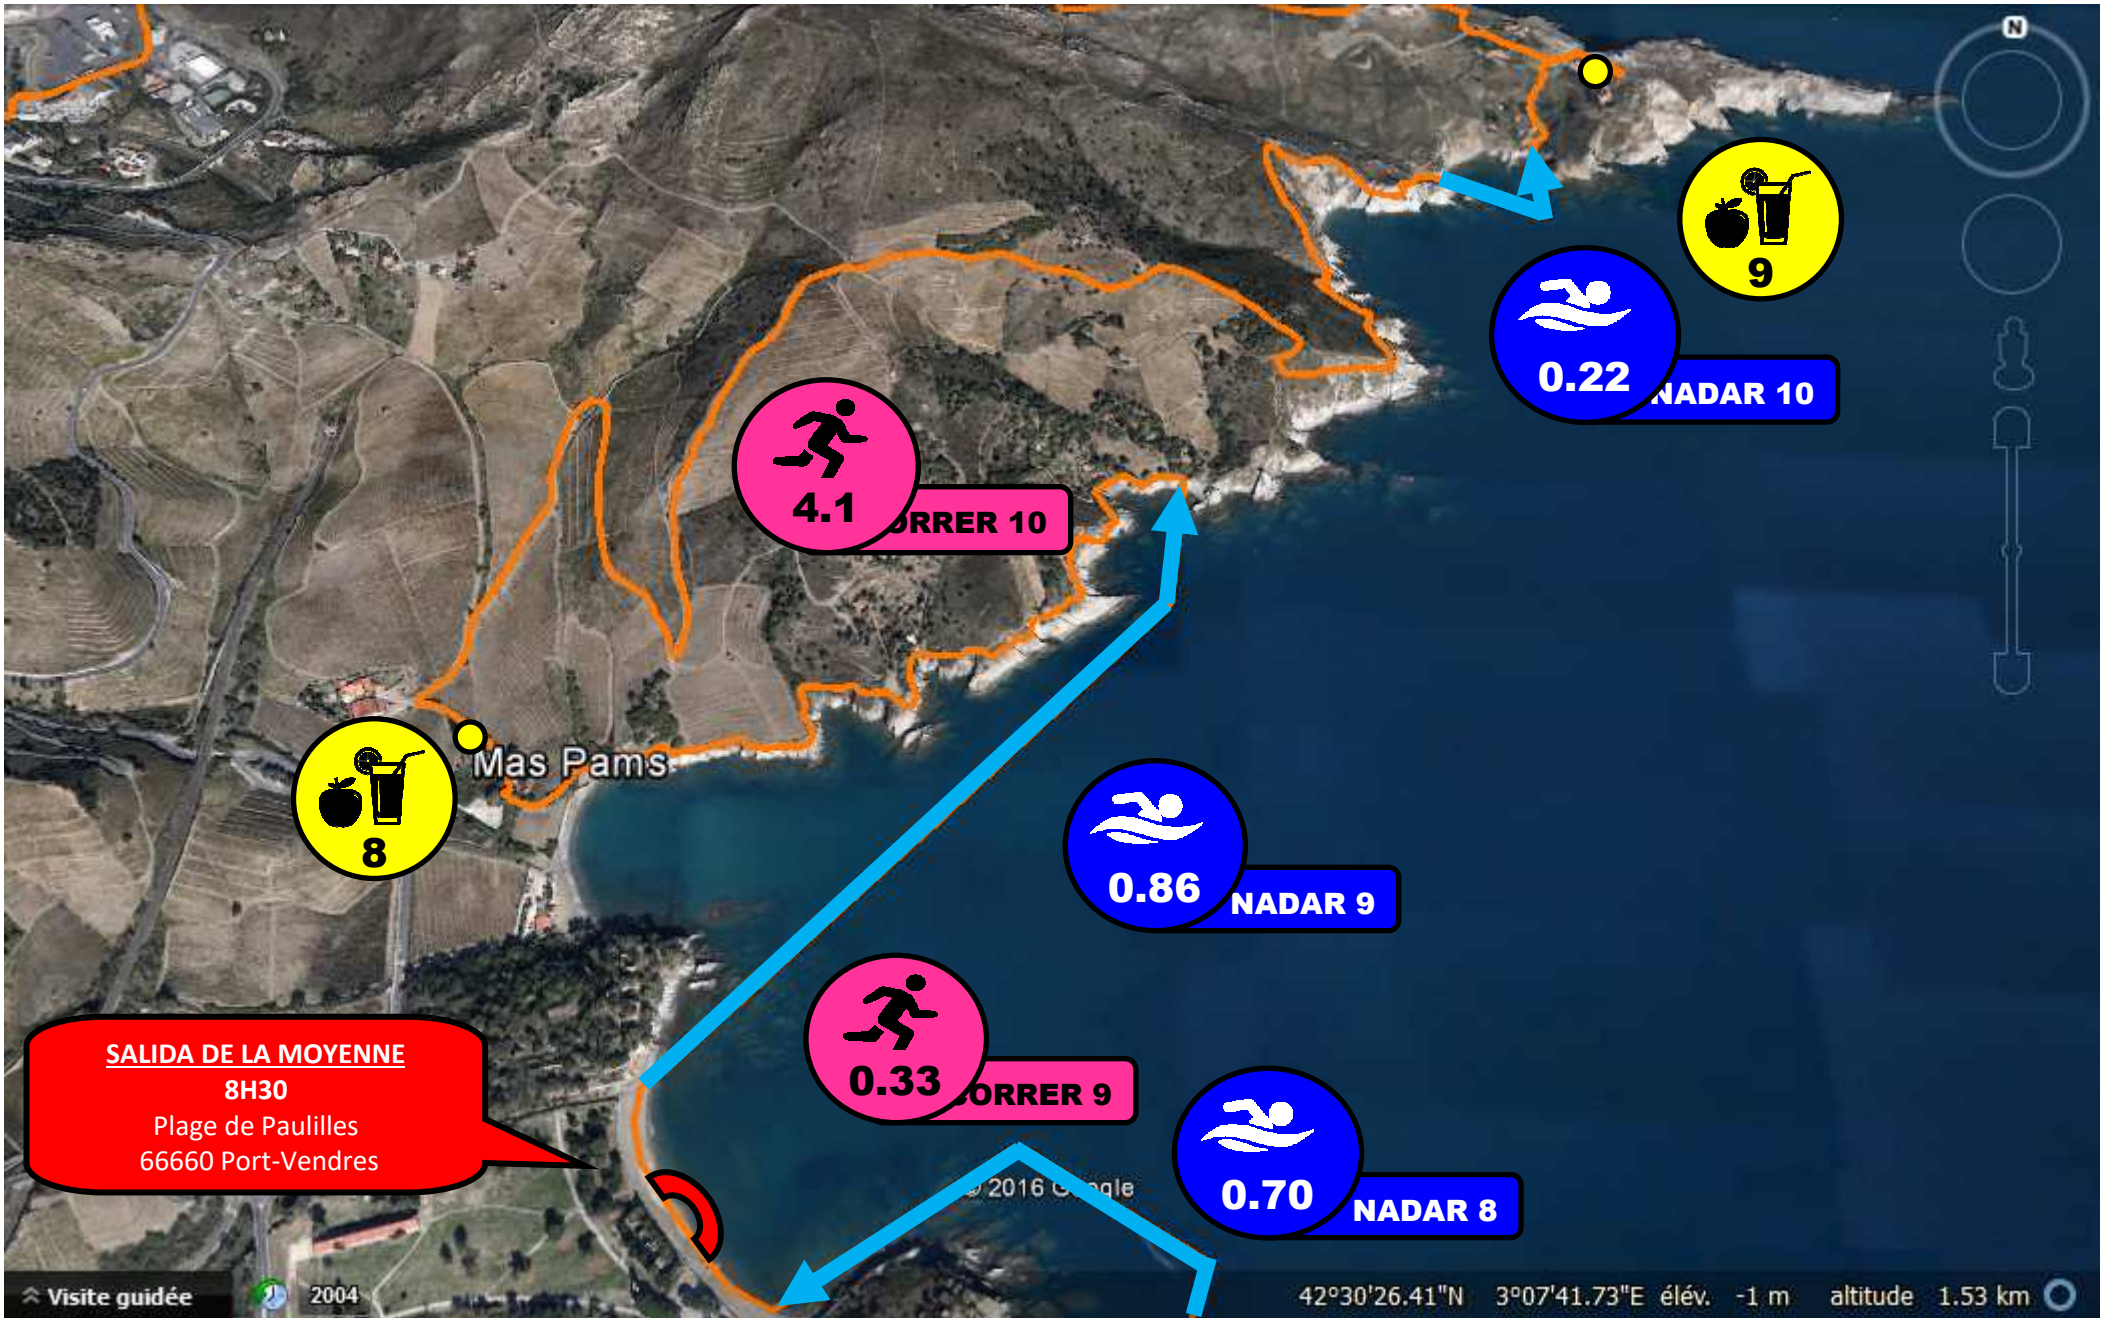 N
9
0.22
NADAR 10
4.1
ORRER 10
Mas Pams
8
0.86
NADAR 9
SALIDA DE LA MOYENNE
8H30
Plage de Paulilles
66660 Port-Vendres
0.33
ORRER 9
0.70
NADAR 8
© 2016 Google
Visite guidée
2004
42°30'26.41"N 3°07'41.73"E élév. -1 m altitude 1.53 km